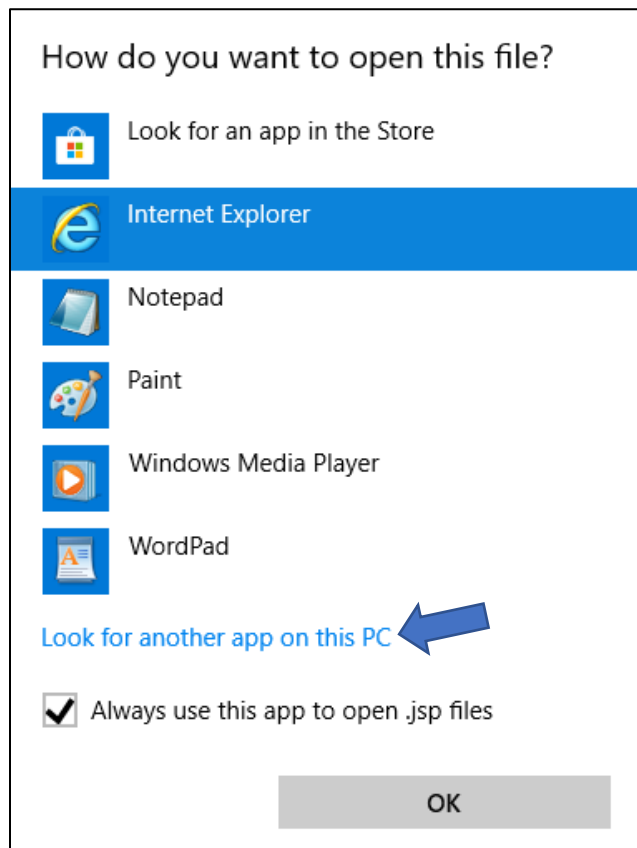 How do you want to open this file?
Look for an app in the Store
Internet Explorer
Notepad
Paint
Windows Media Player
WordPad
Look for another app on this PC
Always use this app to open .jsp files
OK